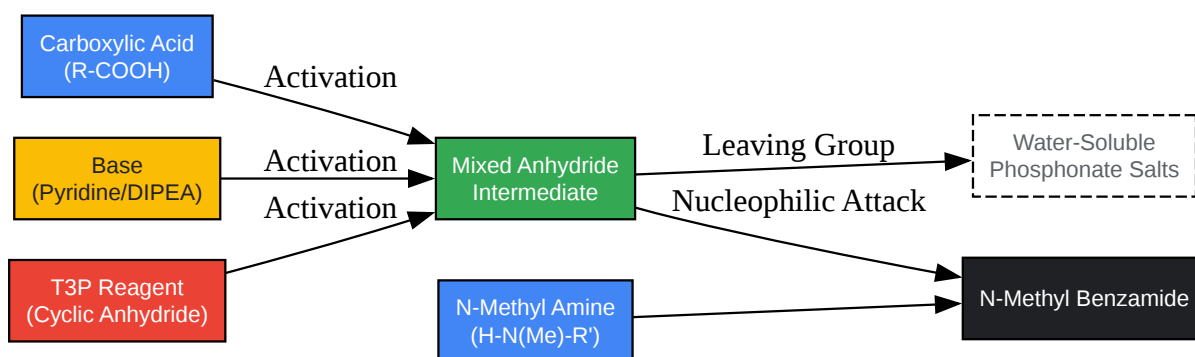 Carboxylic Acid
(R-COOH)
Activation
Base
(Pyridine/DIPEA)
Activation
T3P Reagent
(Cyclic Anhydride)
Activation
Mixed Anhydride
Intermediate
Leaving Group
Water-Soluble
Phosphonate Salts
Nucleophilic Attack
N-Methyl Amine
(H-N(Me)-R')
N-Methyl Benzamide